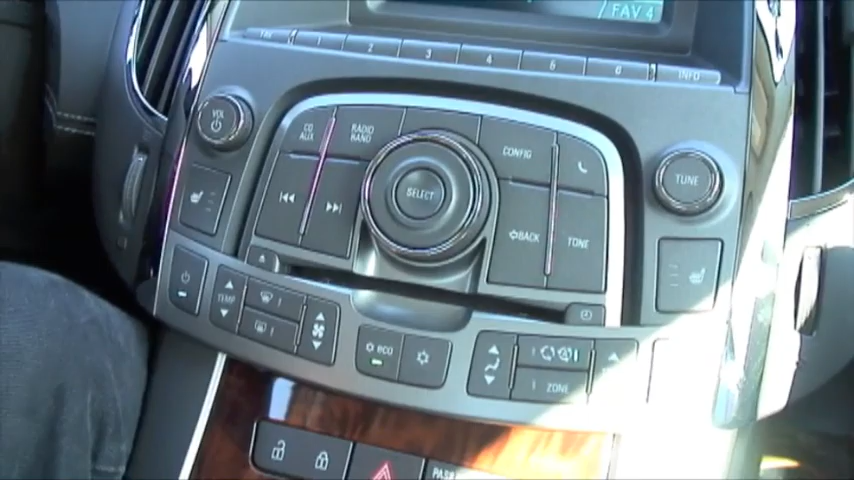 FAV 4
FAV 1 2 3 4 5 6 INFO
VOL
CD
AUX
RADIO
BAND
CONFIG
SELECT
TUNE
BACK
TONE
TEMP
ECO
ZONE
PASS